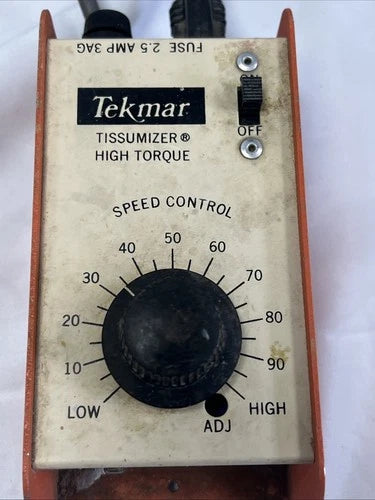 FUSE 2.5 AMP 3AG
Tekmar
TISSUMIZER®
HIGH TORQUE
ON
OFF
SPEED CONTROL
LOW
10
20
30
40
50
60
70
80
90
HIGH
ADJ